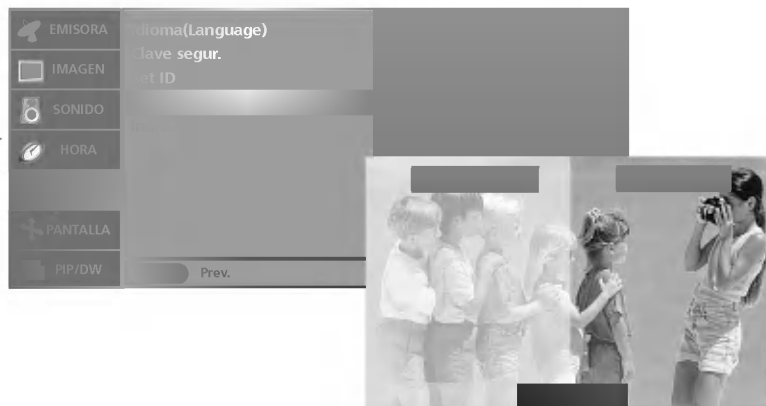 EMISORA
IMAGEN
SONIDO
HORA
PANTALLA
PIP/DW
Idioma(Language)
Clave segur.
Set ID
Prev.